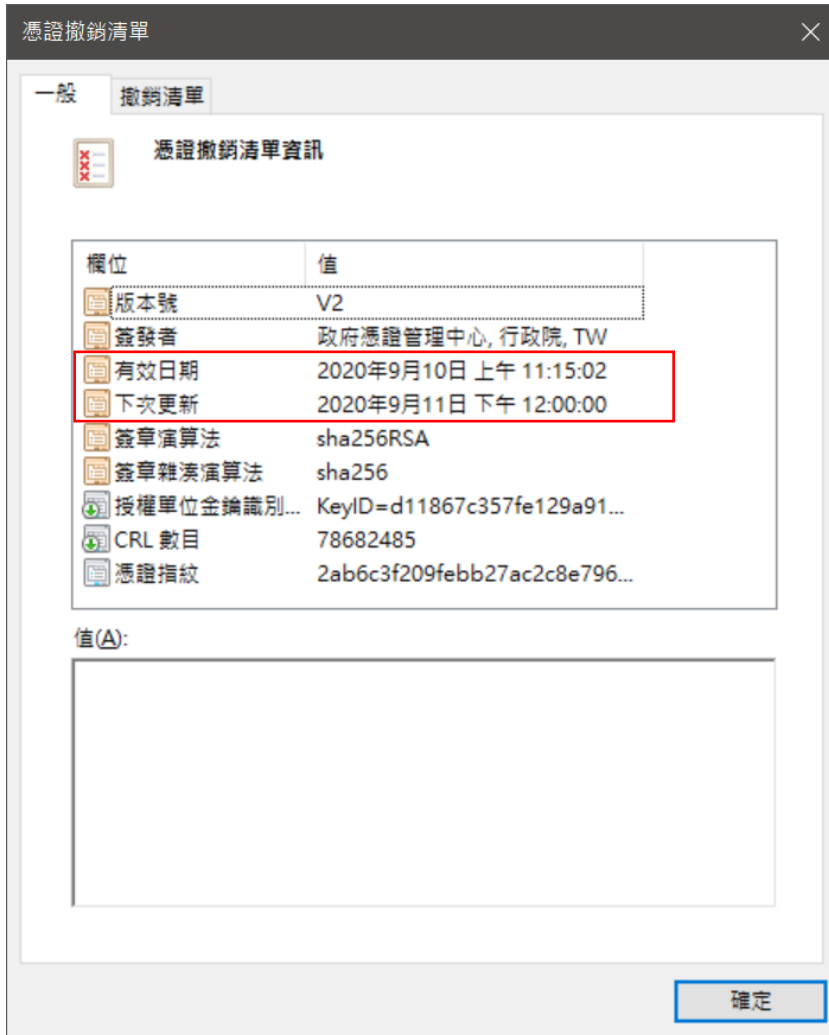 憑證撤銷清單
一般 撤銷清單
憑證撤銷清單資訊
欄位 值
版本號 V2
簽發者 政府憑證管理中心, 行政院, TW
有效日期 2020年9月10日 上午 11:15:02
下次更新 2020年9月11日 下午 12:00:00
簽章演算法 sha256RSA
簽章雜湊演算法 sha256
授權單位金鑰識別... KeyID=d11867c357fe129a91...
CRL 數目 78682485
憑證指紋 2ab6c3f209febb27ac2c8e796...
值(A):
確定